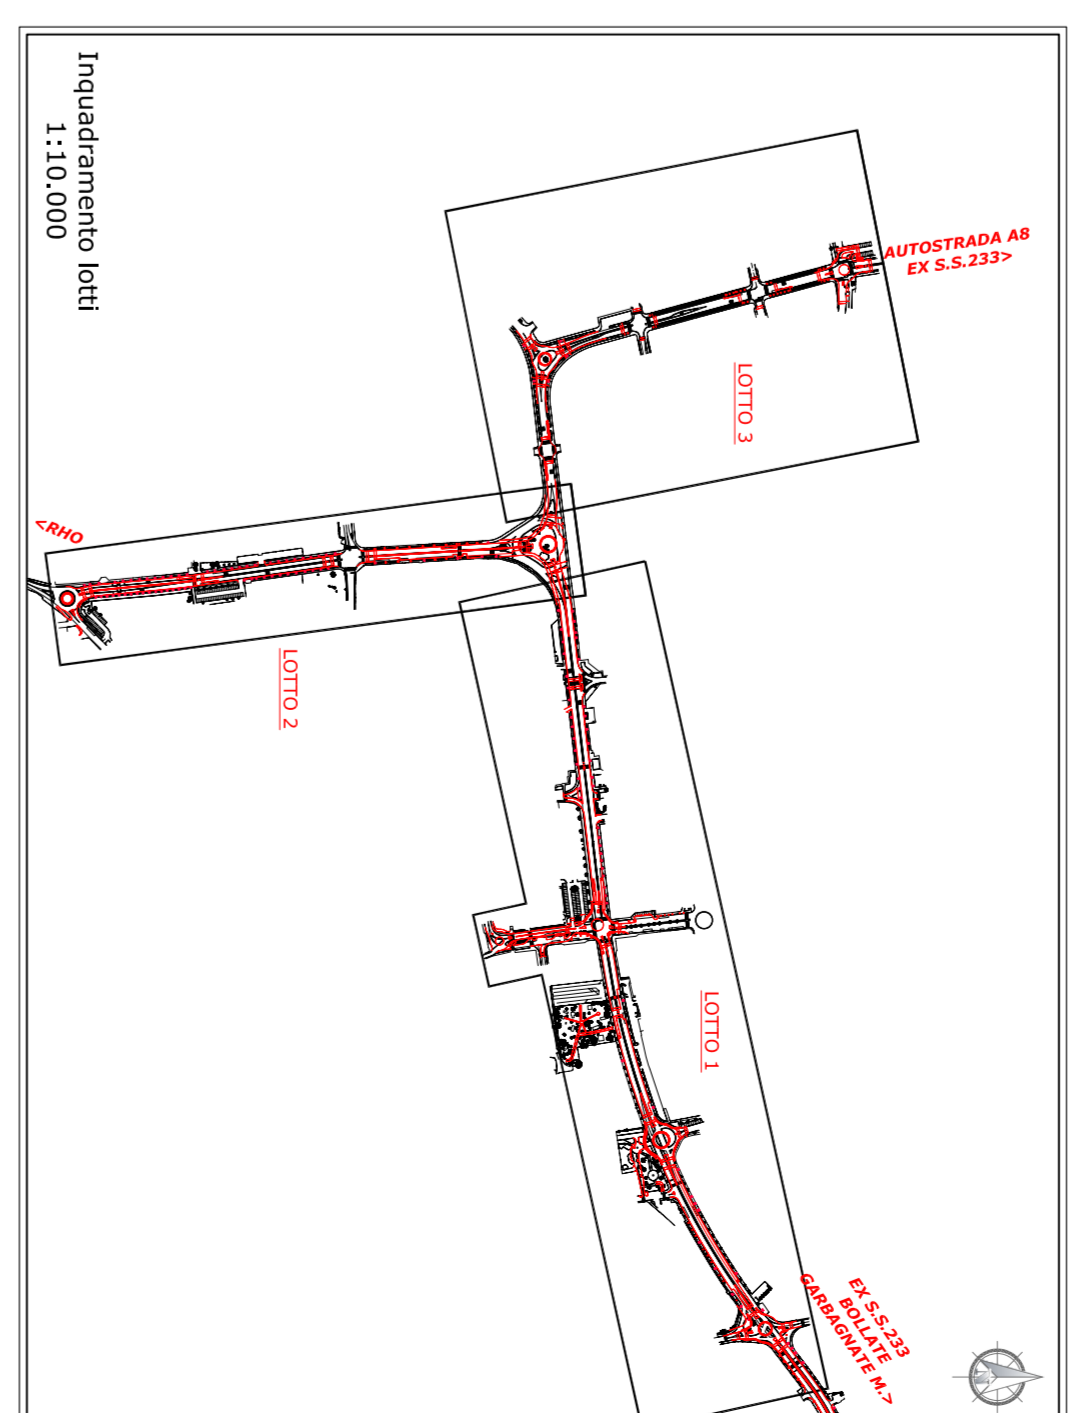 Inquadramento lotti
1:10.000
AUTOSTRADA A8
EX S.S.233>
LOTTO 3
<RHO
LOTTO 2
LOTTO 1
EX S.S.233
BOLLATE
GARBAGNATE M.>